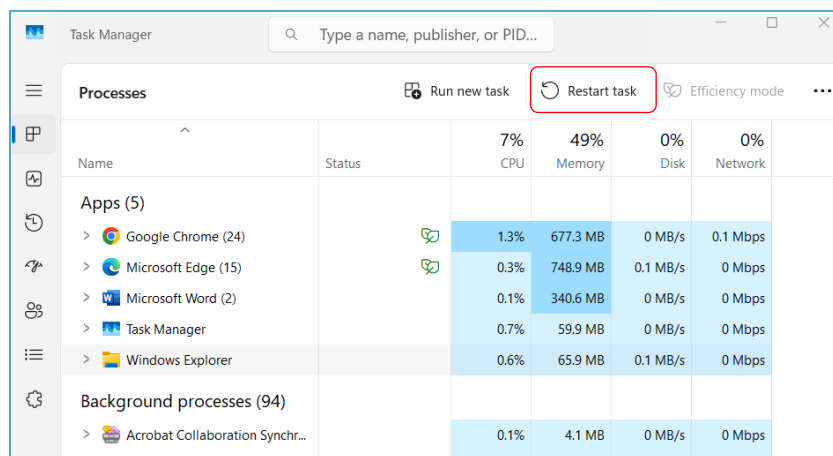 Task Manager
Type a name, publisher, or PID...
Processes
Run new task
Restart task
Efficiency mode
7% 49% 0% 0%
Name Status CPU Memory Disk Network
Apps (5)
Google Chrome (24) 1.3% 677.3 MB 0 MB/s 0.1 Mbps
Microsoft Edge (15) 0.3% 748.9 MB 0.1 MB/s 0 Mbps
Microsoft Word (2) 0.1% 340.6 MB 0 MB/s 0 Mbps
Task Manager 0.7% 59.9 MB 0 MB/s 0 Mbps
Windows Explorer 0.6% 65.9 MB 0.1 MB/s 0 Mbps
Background processes (94)
Acrobat Collaboration Synchr... 0.1% 4.1 MB 0 MB/s 0 Mbps